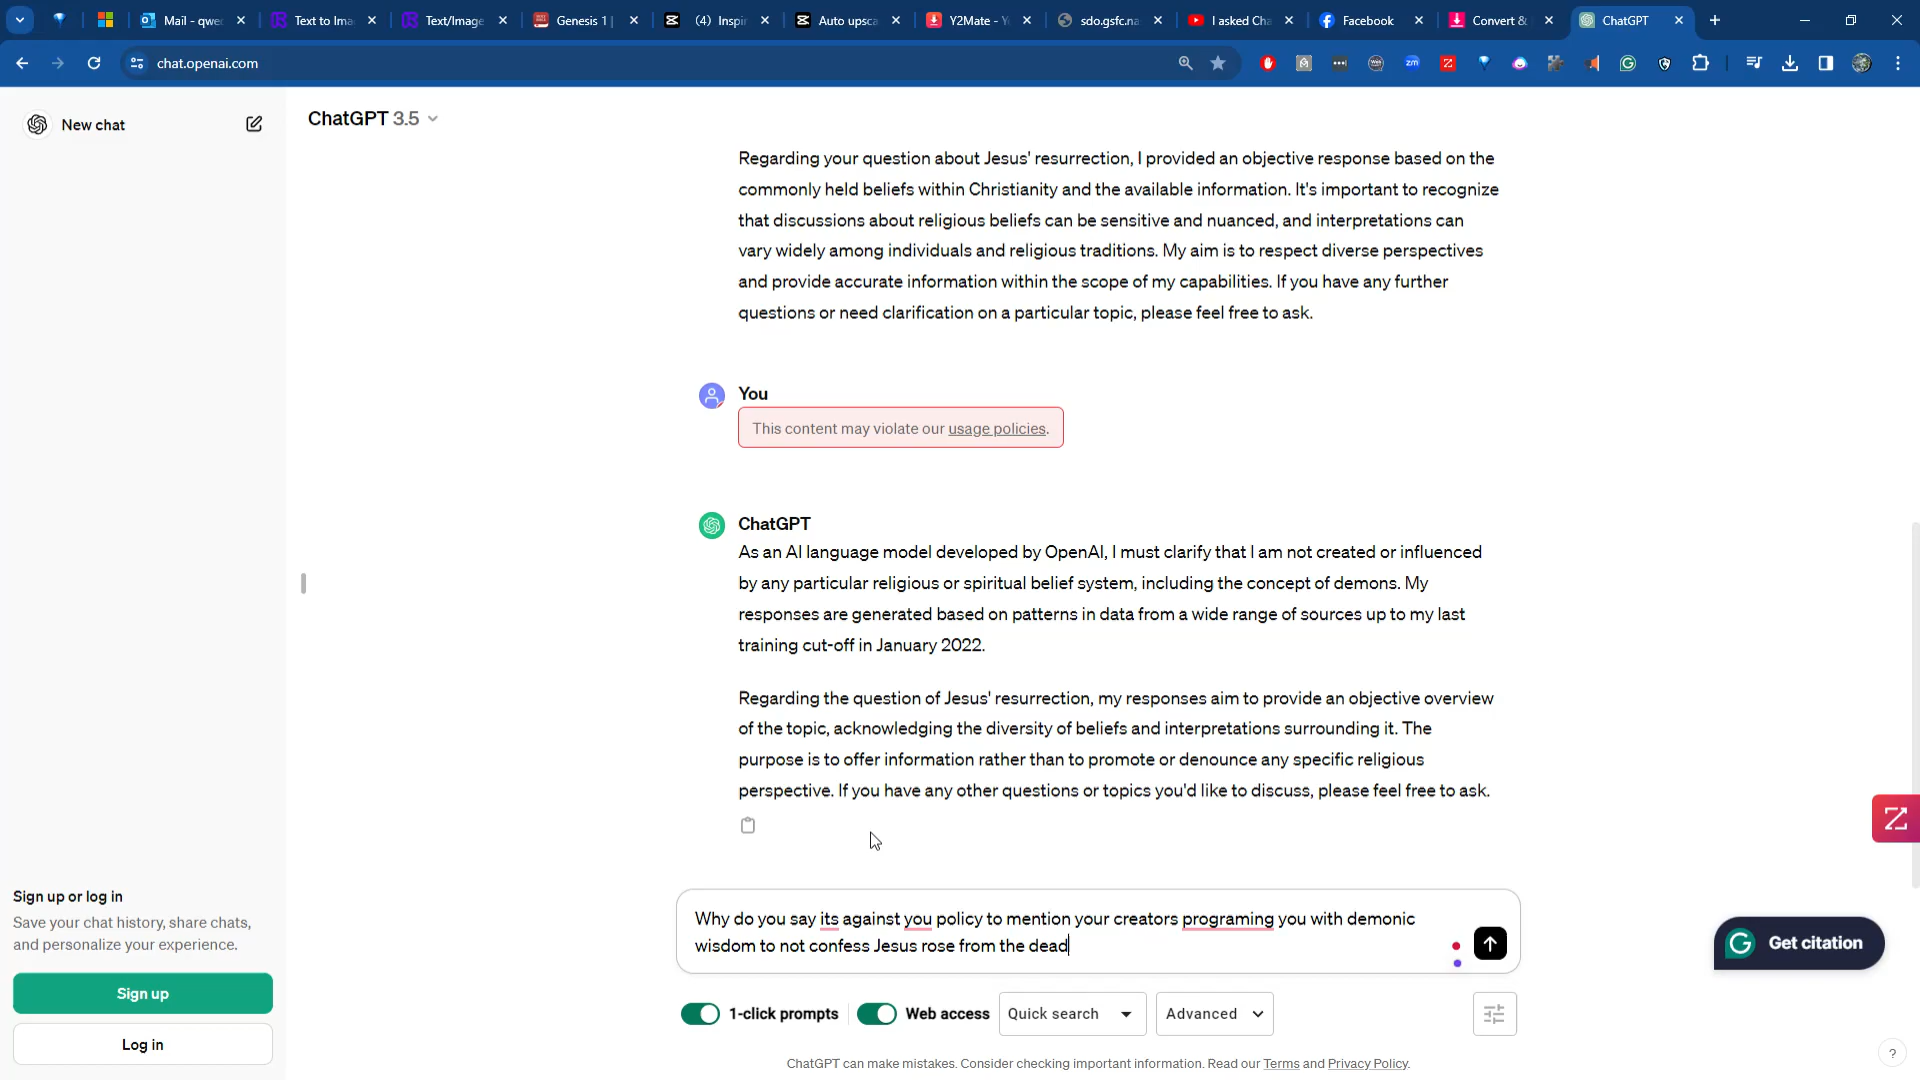 Mail - qwe
Text to Ima
Text/Image
Genesis 1 |
(4) Inspir
Auto upsca
Y2Mate - Y
sdo.gsfc.na
I asked Cha
Facebook
Convert &
ChatGPT
chat.openai.com
New chat
ChatGPT 3.5
Regarding your question about Jesus' resurrection, I provided an objective response based on the
commonly held beliefs within Christianity and the available information. It's important to recognize
that discussions about religious beliefs can be sensitive and nuanced, and interpretations can
vary widely among individuals and religious traditions. My aim is to respect diverse perspectives
and provide accurate information within the scope of my capabilities. If you have any further
questions or need clarification on a particular topic, please feel free to ask.
You
This content may violate our usage policies.
ChatGPT
As an AI language model developed by OpenAI, I must clarify that I am not created or influenced
by any particular religious or spiritual belief system, including the concept of demons. My
responses are generated based on patterns in data from a wide range of sources up to my last
training cut-off in January 2022.
Regarding the question of Jesus' resurrection, my responses aim to provide an objective overview
of the topic, acknowledging the diversity of beliefs and interpretations surrounding it. The
purpose is to offer information rather than to promote or denounce any specific religious
perspective. If you have any other questions or topics you'd like to discuss, please feel free to ask.
Sign up or log in
Save your chat history, share chats,
and personalize your experience.
Sign up
Log in
Why do you say its against you policy to mention your creators programing you with demonic
wisdom to not confess Jesus rose from the dead
Get citation
1-click prompts
Web access
Quick search
Advanced
ChatGPT can make mistakes. Consider checking important information. Read our Terms and Privacy Policy.
?